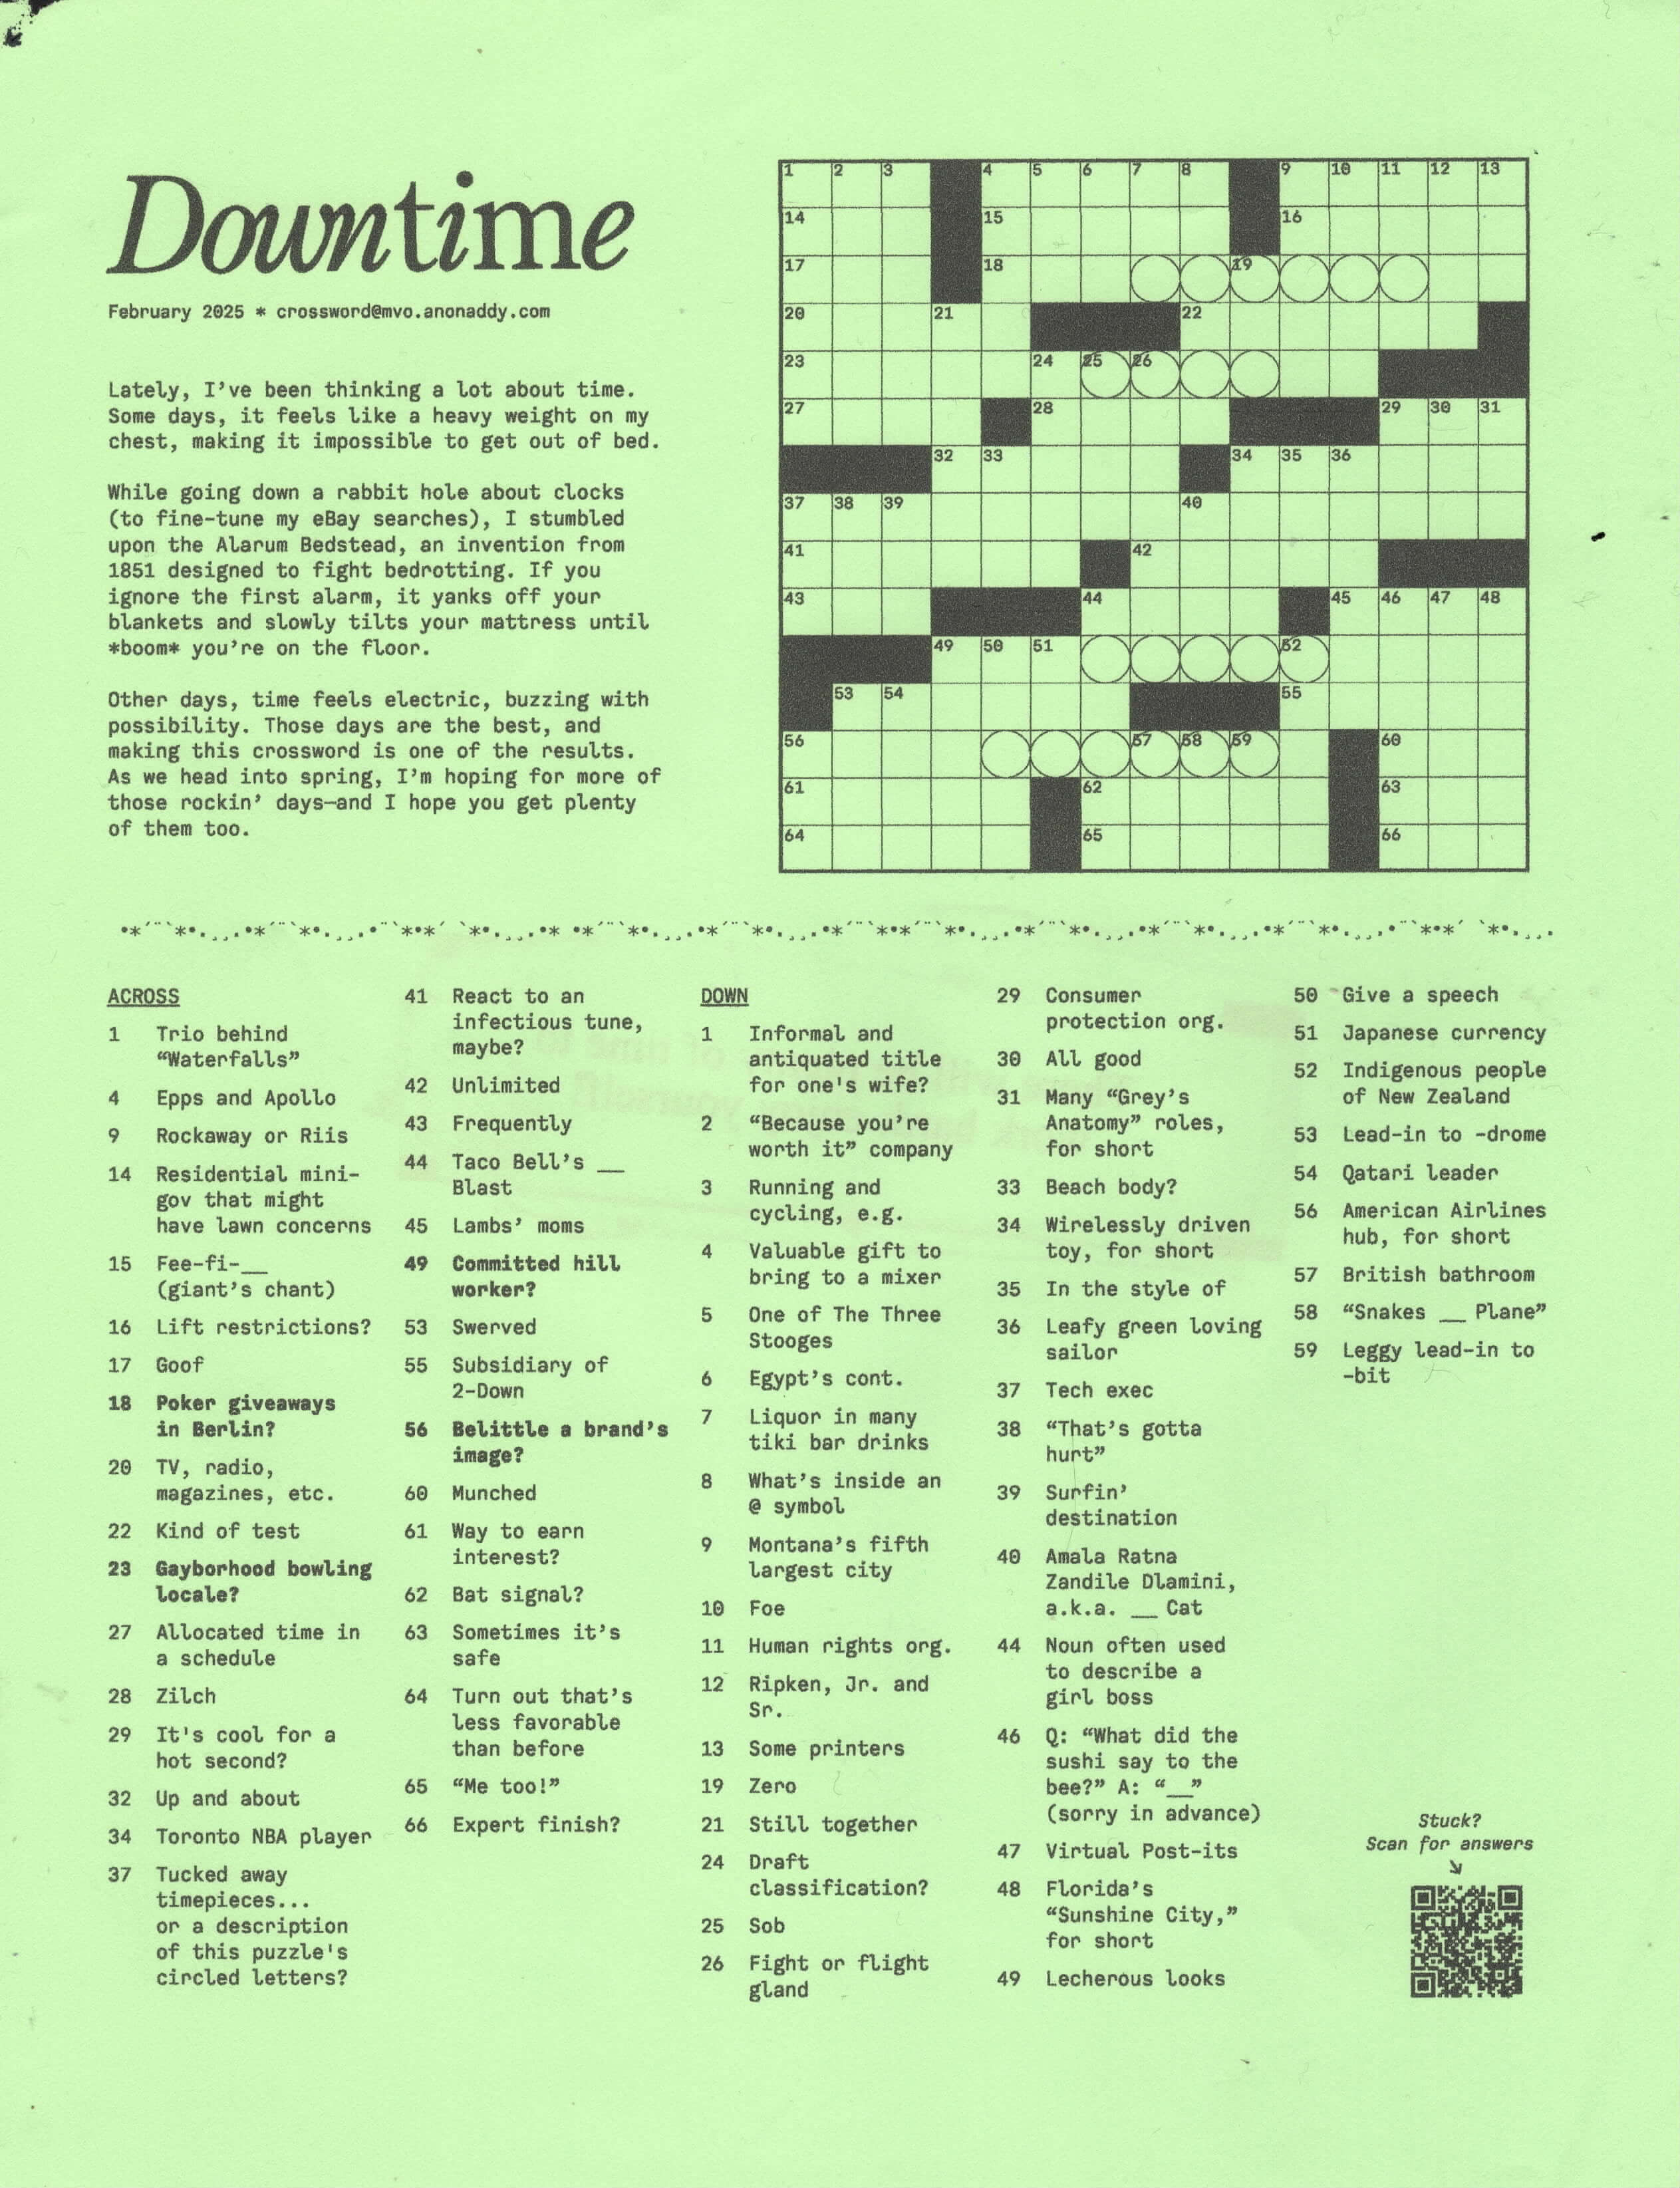 Downtime
February 2025 * crossword@mvo.anonaddy.com
Lately, I've been thinking a lot about time.
Some days, it feels like a heavy weight on my
chest, making it impossible to get out of bed.
While going down a rabbit hole about clocks
(to fine-tune my eBay searches), I stumbled
upon the Alarum Bedstead, an invention from
1851 designed to fight bedrotting. If you
ignore the first alarm, it yanks off your
blankets and slowly tilts your mattress until
*boom* you're on the floor.
Other days, time feels electric, buzzing with
possibility. Those days are the best, and
making this crossword is one of the results.
As we head into spring, I'm hoping for more of
those rockin' days—and I hope you get plenty
of them too.
1 2 3 4 5 6 7 8 9 10 11 12 13
14 15 16
17 18 19
20 21 22
23 24 25 26
27 28 29 30 31
32 33 34 35 36
37 38 39 40
41 42
43 44 45 46 47 48
49 50 51 52
53 54 55
56 57 58 59 60
61 62 63
64 65 66
ACROSS
1 Trio behind
“Waterfalls”
4 Epps and Apollo
9 Rockaway or Riis
14 Residential mini-
gov that might
have lawn concerns
15 Fee-fi-__
(giant's chant)
16 Lift restrictions?
17 Goof
18 Poker giveaways
in Berlin?
20 TV, radio,
magazines, etc.
22 Kind of test
23 Gayborhood bowling
locale?
27 Allocated time in
a schedule
28 Zilch
29 It's cool for a
hot second?
32 Up and about
34 Toronto NBA player
37 Tucked away
timepieces...
or a description
of this puzzle's
circled letters?
41 React to an
infectious tune,
maybe?
42 Unlimited
43 Frequently
44 Taco Bell's __
Blast
45 Lambs' moms
49 Committed hill
worker?
53 Swerved
55 Subsidiary of
2-Down
56 Belittle a brand's
image?
60 Munched
61 Way to earn
interest?
62 Bat signal?
63 Sometimes it's
safe
64 Turn out that's
less favorable
than before
65 “Me too!”
66 Expert finish?
DOWN
1 Informal and
antiquated title
for one's wife?
2 “Because you're
worth it” company
3 Running and
cycling, e.g.
4 Valuable gift to
bring to a mixer
5 One of The Three
Stooges
6 Egypt's cont.
7 Liquor in many
tiki bar drinks
8 What's inside an
@ symbol
9 Montana's fifth
largest city
10 Foe
11 Human rights org.
12 Ripken, Jr. and
Sr.
13 Some printers
19 Zero
21 Still together
24 Draft
classification?
25 Sob
26 Fight or flight
gland
29 Consumer
protection org.
30 All good
31 Many “Grey's
Anatomy” roles,
for short
33 Beach body?
34 Wirelessly driven
toy, for short
35 In the style of
36 Leafy green loving
sailor
37 Tech exec
38 “That's gotta
hurt”
39 Surfin'
destination
40 Amala Ratna
Zandile Dlamini,
a.k.a. __ Cat
44 Noun often used
to describe a
girl boss
46 Q: “What did the
sushi say to the
bee?” A: “__”
(sorry in advance)
47 Virtual Post-its
48 Florida's
“Sunshine City,”
for short
49 Lecherous looks
50 Give a speech
51 Japanese currency
52 Indigenous people
of New Zealand
53 Lead-in to -drome
54 Qatari leader
56 American Airlines
hub, for short
57 British bathroom
58 “Snakes __ Plane”
59 Leggy lead-in to
-bit
Stuck?
Scan for answers